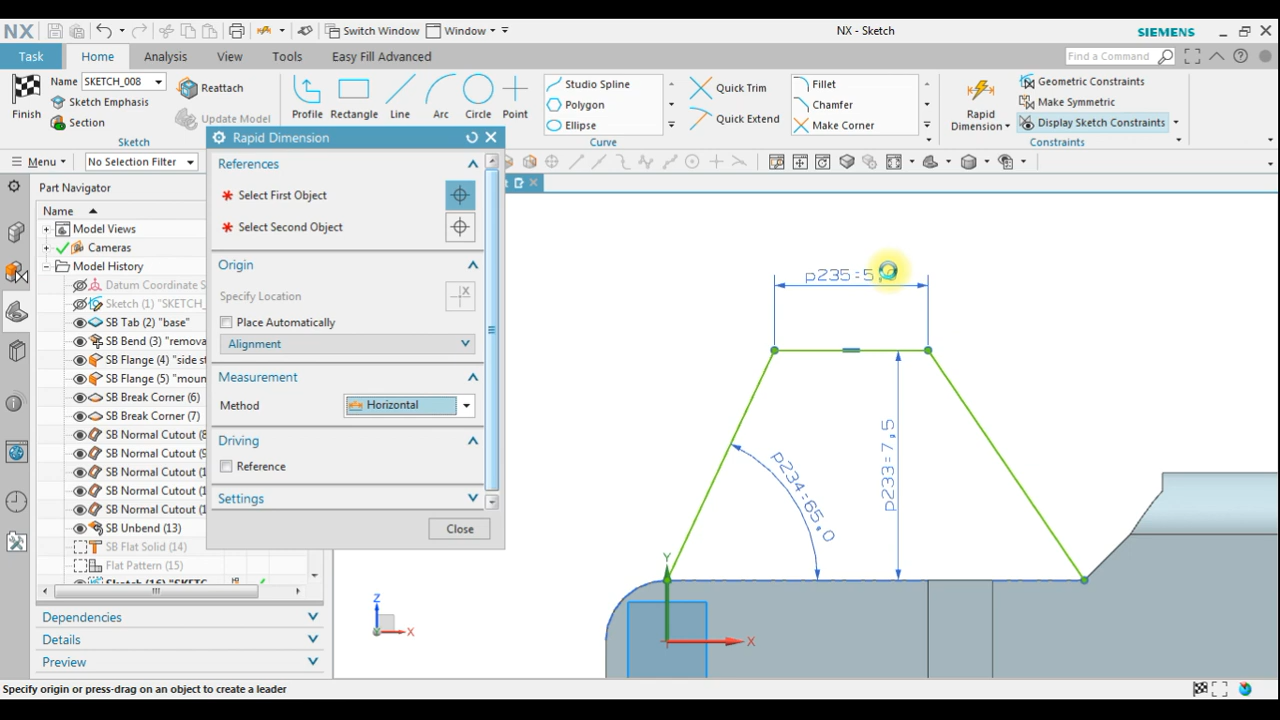 NX
Switch Window
Window
NX - Sketch
SIEMENS
Task
Home
Analysis
View
Tools
Easy Fill Advanced
Find a Command
Finish
Name
SKETCH_008
Sketch Emphasis
Section
Reattach
Update Model
Sketch
Profile
Rectangle
Line
Arc
Circle
Point
Studio Spline
Polygon
Ellipse
Quick Trim
Quick Extend
Fillet
Chamfer
Make Corner
Curve
Rapid
Dimension
Geometric Constraints
Make Symmetric
Display Sketch Constraints
Constraints
Menu
No Selection Filter
Part Navigator
Name
Model Views
Cameras
Model History
Datum Coordinate S
Sketch (1) "SKETCH_
SB Tab (2) "base"
SB Bend (3) "remova
SB Flange (4) "side s
SB Flange (5) "moun
SB Break Corner (6)
SB Break Corner (7)
SB Normal Cutout (8
SB Normal Cutout (9
SB Normal Cutout (1
SB Normal Cutout (1
SB Normal Cutout (1
SB Unbend (13)
SB Flat Solid (14)
Flat Pattern (15)
Sketch (16) "SKETC
Dependencies
Details
Preview
Rapid Dimension
References
Select First Object
Select Second Object
Origin
Specify Location
Place Automatically
Alignment
Measurement
Method
Horizontal
Driving
Reference
Settings
Close
p235=5,
p233=7,5
p234=65,0
Y
X
Z
X
Specify origin or press-drag on an object to create a leader